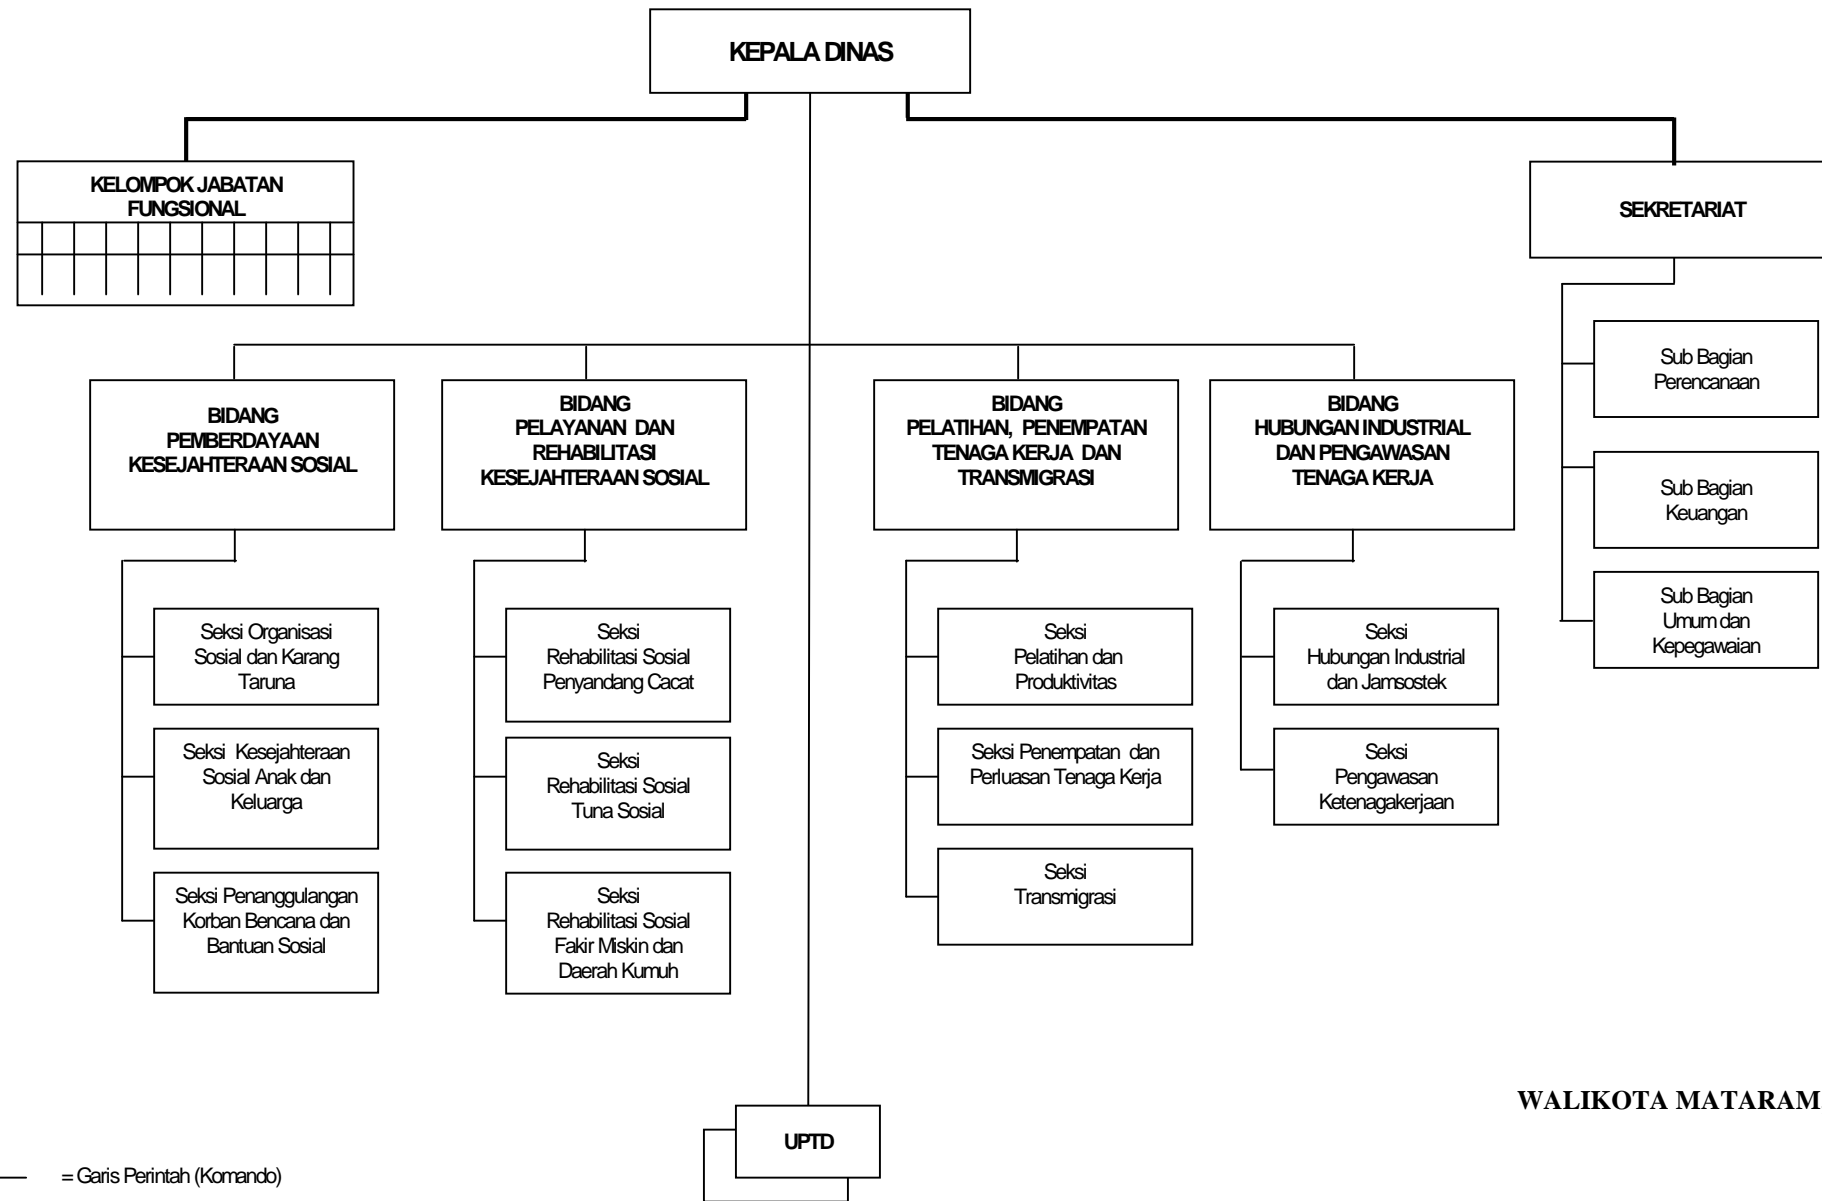 KEPALA DINAS
KELOMPOK JABATAN
FUNGSIONAL
SEKRETARIAT
Sub Bagian
Perencanaan
Sub Bagian
Keuangan
Sub Bagian
Umum dan
Kepegawaian
BIDANG
PEMBERDAYAAN
KESEJAHTERAAN SOSIAL
Seksi Organisasi
Sosial dan Karang
Taruna
Seksi Kesejahteraan
Sosial Anak dan
Keluarga
Seksi Penanggulangan
Korban Bencana dan
Bantuan Sosial
BIDANG
PELAYANAN DAN
REHABILITASI
KESEJAHTERAAN SOSIAL
Seksi
Rehabilitasi Sosial
Penyandang Cacat
Seksi
Rehabilitasi Sosial
Tuna Sosial
Seksi
Rehabilitasi Sosial
Fakir Miskin dan
Daerah Kumuh
BIDANG
PELATIHAN, PENEMPATAN
TENAGA KERJA DAN
TRANSMIGRASI
Seksi
Pelatihan dan
Produktivitas
Seksi Penempatan dan
Perluasan Tenaga Kerja
Seksi
Transmigrasi
BIDANG
HUBUNGAN INDUSTRIAL
DAN PENGAWASAN
TENAGA KERJA
Seksi
Hubungan Industrial
dan Jamsostek
Seksi
Pengawasan
Ketenagakerjaan
UPTD
WALIKOTA MATARAM
= Garis Perintah (Komando)